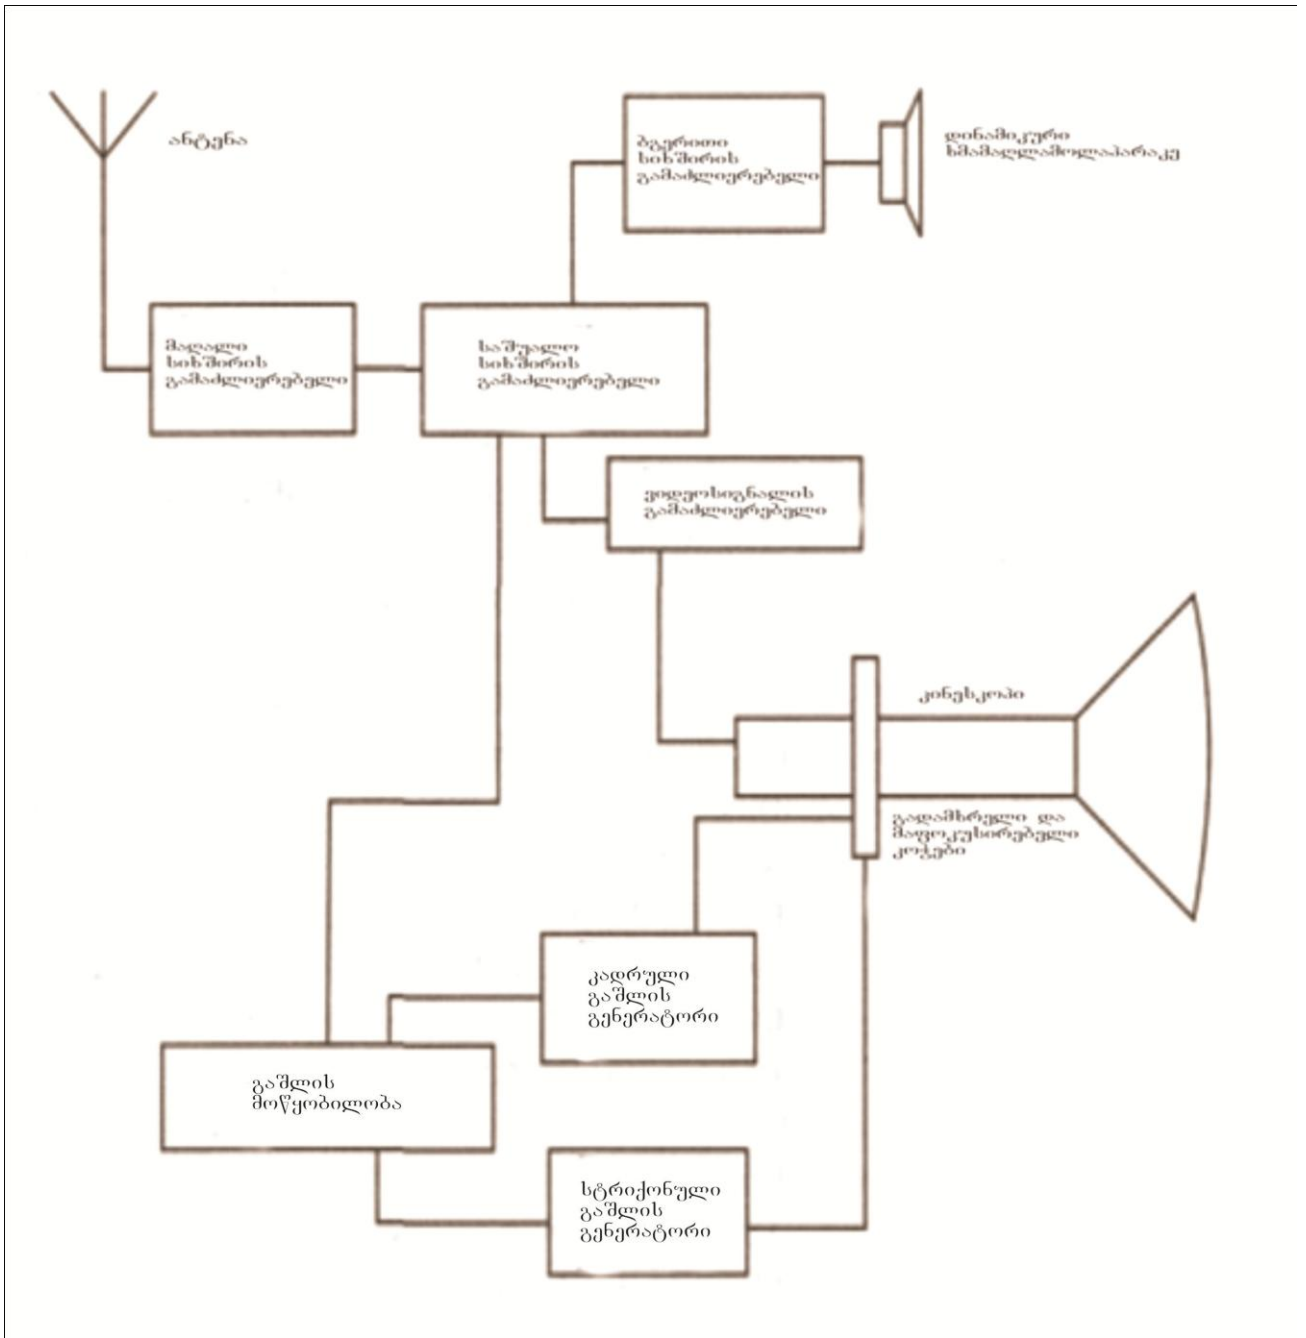 ანტენა
ბგერითი
სიხშირის
გამაძლიერებელი
დინამიკური
ხმამაღლამოლაპარაკე
მაღალი
სიხშირის
გამაძლიერებელი
საშუალო
სიხშირის
გამაძლიერებელი
ვიდეოსიგნალის
გამაძლიერებელი
კინესკოპი
გადამხრელი და
მაფოკუსირებელი
კოჭები
კადრული
გაშლის
გენერატორი
გაშლის
მოწყობილობა
სტრიქონული
გაშლის
გენერატორი